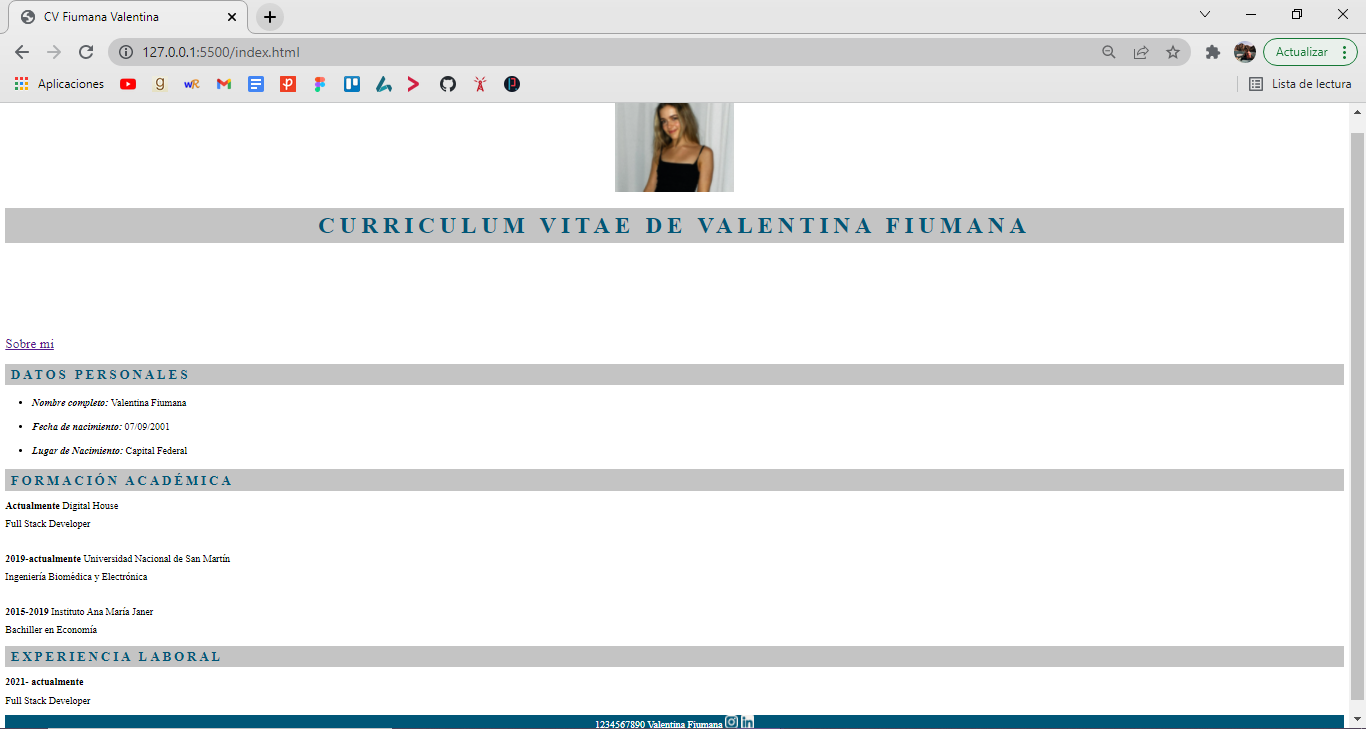 CV Fiumana Valentina
127.0.0.1:5500/index.html
Actualizar
Aplicaciones
g
wR
Lista de lectura
CURRICULUM VITAE DE VALENTINA FIUMANA
Sobre mi
DATOS PERSONALES
Nombre completo: Valentina Fiumana
Fecha de nacimiento: 07/09/2001
Lugar de Nacimiento: Capital Federal
FORMACIÓN ACADÉMICA
Actualmente Digital House
Full Stack Developer
2019-actualmente Universidad Nacional de San Martín
Ingeniería Biomédica y Electrónica
2015-2019 Instituto Ana María Janer
Bachiller en Economía
EXPERIENCIA LABORAL
2021- actualmente
Full Stack Developer
1234567890 Valentina Fiumana